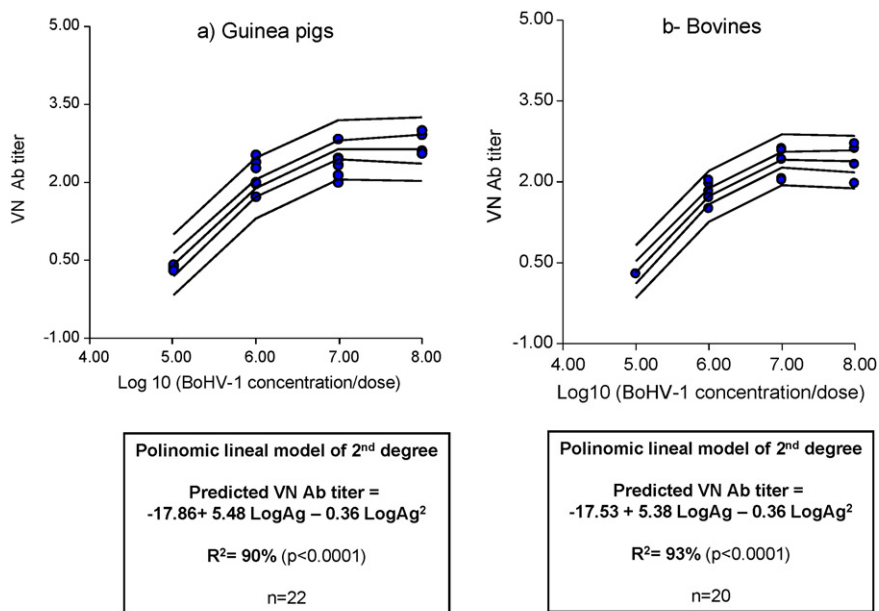 a) Guinea pigs
5.00
3.50
2.00
0.50
-1.00
VN Ab titer
4.00 5.00 6.00 7.00 8.00
Log 10 (BoHV-1 concentration/dose)
b- Bovines
5.00
3.50
2.00
0.50
-1.00
VN Ab titer
4.00 5.00 6.00 7.00 8.00
Log10 (BoHV-1 concentration/dose)
Polinomic lineal model of 2nd degree
Predicted VN Ab titer =
-17.86+ 5.48 LogAg – 0.36 LogAg²
R²= 90% (p<0.0001)
n=22
Polinomic lineal model of 2nd degree
Predicted VN Ab titer =
-17.53 + 5.38 LogAg – 0.36 LogAg²
R²= 93% (p<0.0001)
n=20